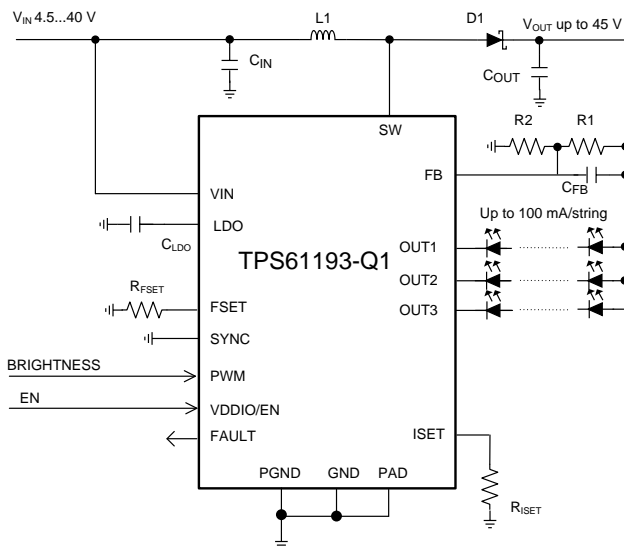 VIN 4.5...40 V
L1
D1
VOUT up to 45 V
CIN
COUT
R2
R1
SW
FB
CFB
VIN
Up to 100 mA/string
LDO
CLDO
TPS61193-Q1
OUT1
OUT2
OUT3
RFSET
FSET
SYNC
BRIGHTNESS
PWM
EN
VDDIO/EN
FAULT
ISET
PGND
GND
PAD
RISET